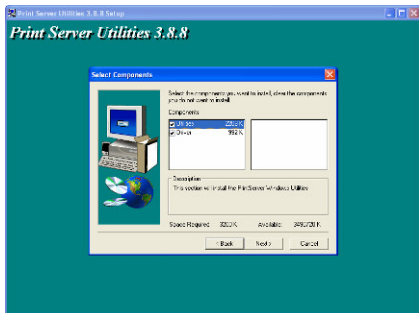 Print Server Utilities 3.8.8 Setup
Print Server Utilities 3.8.8
Select Components
Select the components you want to install, clear the components
you do not want to install.
Components
Utilities
Driver 992 K
Description
This section will install the PrintServer Windows Utilities
Space Required:
Available:
< Back
Next >
Cancel